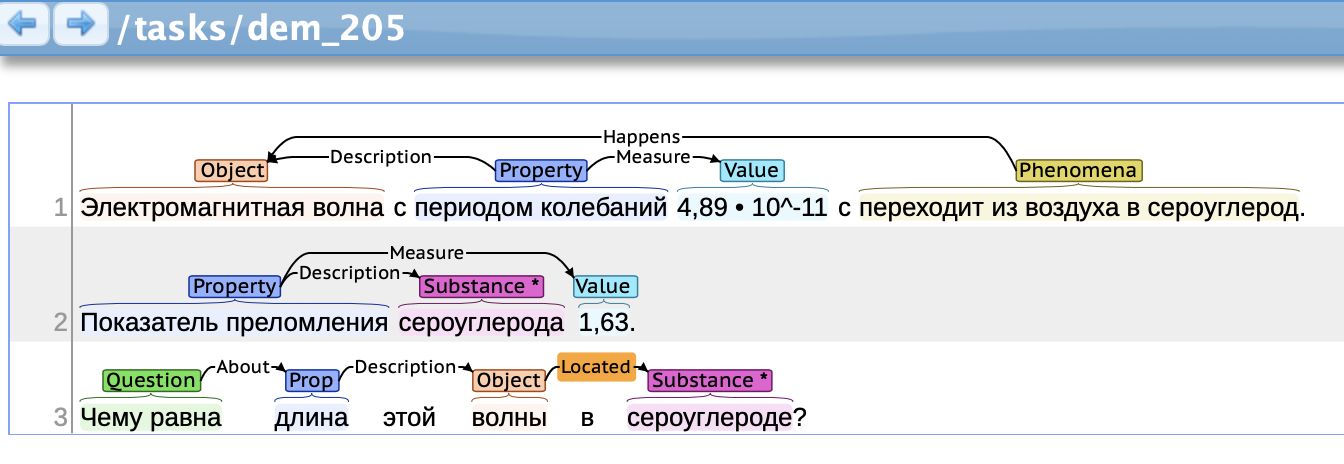 /tasks/dem_205
Happens
Description Measure
Object Property Value Phenomena
1 Электромагнитная волна с периодом колебаний 4,89 • 10^-11 с переходит из воздуха в сероуглерод.
Measure
Description
Property Substance * Value
2 Показатель преломления сероуглерода 1,63.
About Description Located
Question Prop Object Substance *
3 Чему равна длина этой волны в сероуглероде?